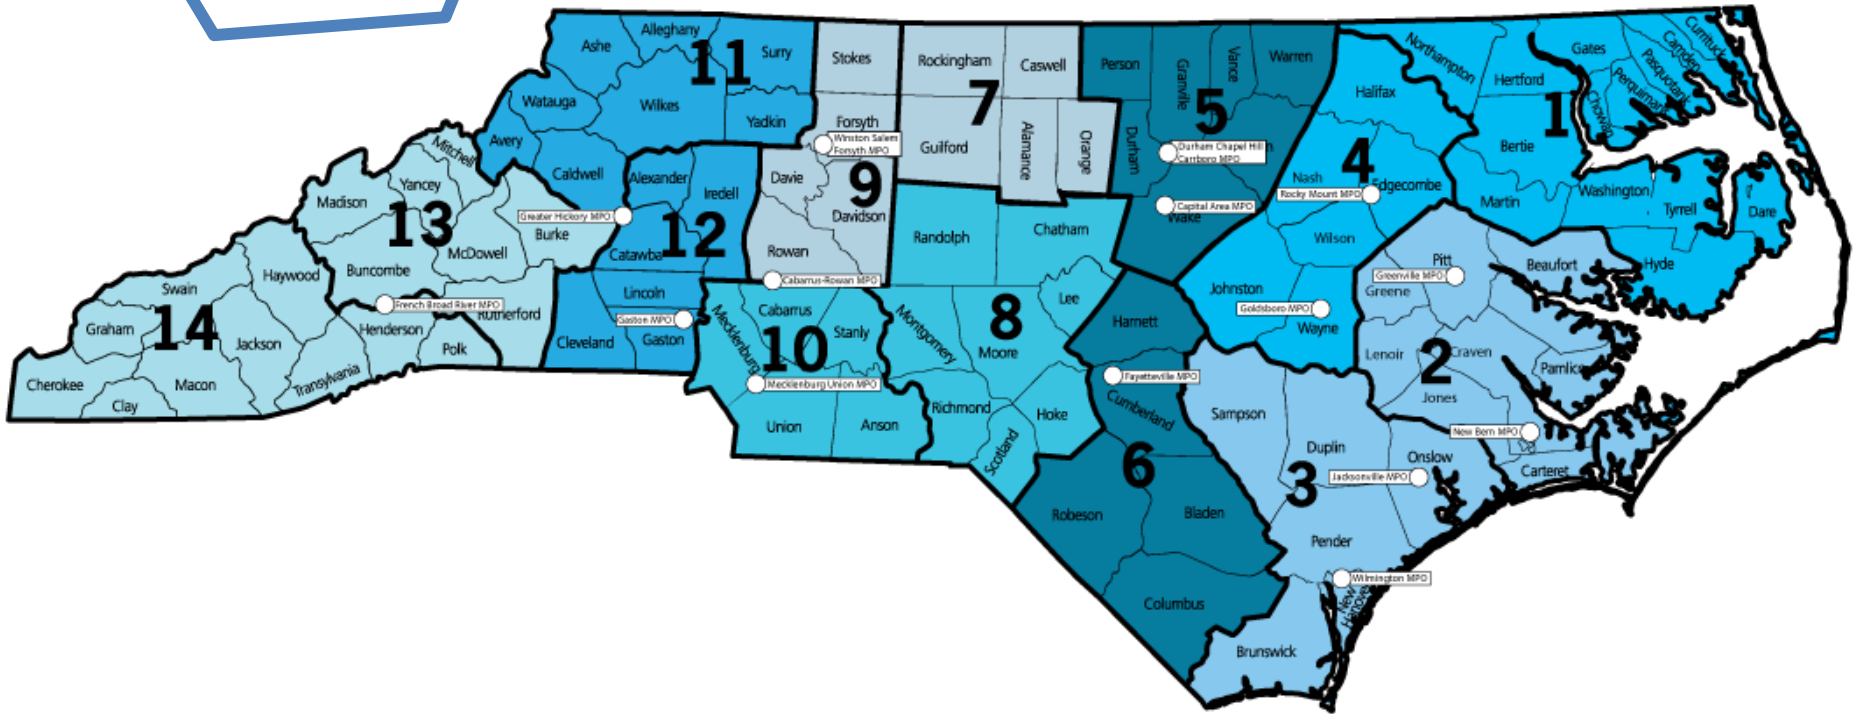 Ashe
Alleghany
11
Surry
Watauga
Wilkes
Yadkin
Avery
Caldwell
Stokes
Forsyth
Winston Salem
Forsyth MPO
Davie
9
Davidson
Rowan
Cabarrus-Rowan MPO
Rockingham
Caswell
7
Guilford
Alamance
Orange
Person
Granville
Vance
Warren
5
Durham
Durham Chapel Hill
Carrboro MPO
Capital Area MPO
Wake
Halifax
4
Nash
Edgecombe
Rocky Mount MPO
Wilson
Johnston
Goldsboro MPO
Wayne
Northampton
Hertford
Gates
Currituck
Camden
Pasquotank
Perquimans
Chowan
1
Bertie
Martin
Washington
Tyrrell
Dare
Hyde
Mitchell
Yancey
Madison
13
McDowell
Burke
Buncombe
Rutherford
Greater Hickory MPO
French Broad River MPO
Alexander
Iredell
12
Catawba
Lincoln
Gaston MPO
Cleveland
Gaston
Haywood
Swain
Graham
14
Jackson
Henderson
Polk
Transylvania
Cherokee
Macon
Clay
Mecklenburg
Cabarrus
10
Stanly
Mecklenburg Union MPO
Union
Anson
Randolph
Chatham
Lee
8
Montgomery
Moore
Richmond
Hoke
Scotland
Harnett
Fayetteville MPO
Cumberland
6
Robeson
Bladen
Columbus
Pitt
Greenville MPO
Greene
Beaufort
Lenoir
Craven
2
Pamlico
Jones
New Bern MPO
Carteret
Sampson
Duplin
Onslow
3
Jacksonville MPO
Pender
Wilmington MPO
New
Hanover
Brunswick